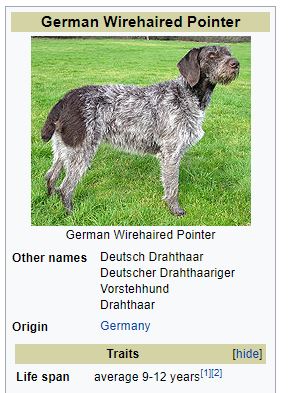 German Wirehaired Pointer
German Wirehaired Pointer
Other names Deutsch Drahthaar
Deutscher Drahthaariger
Vorstehhund
Drahthaar
Origin Germany
Traits [hide]
Life span average 9-12 years[1][2]